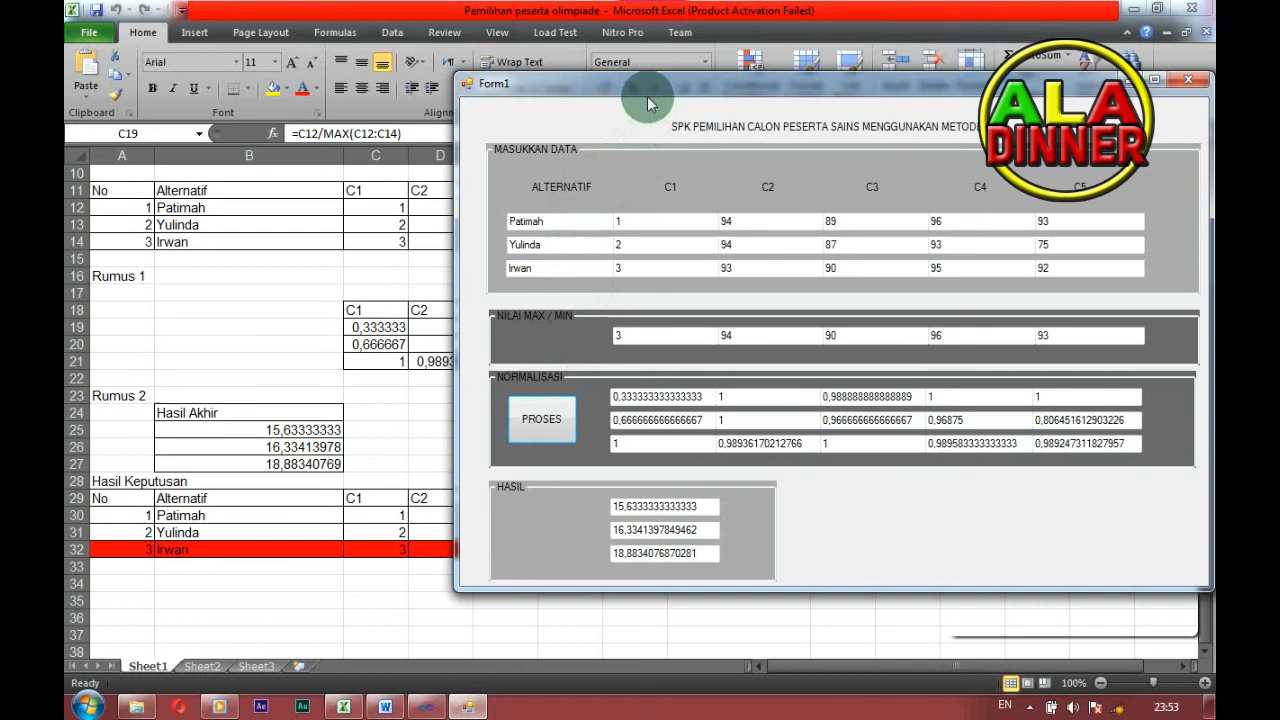 Pemilihan peserta olimpiade - Microsoft Excel (Product Activation Failed)
File Home Insert Page Layout Formulas Data Review View Load Test Nitro Pro Team
Paste Arial 11 Wrap Text General
B I U
Clipboard Font
C19 fx =C12/MAX(C12:C14)
A B C D
10
11 No Alternatif C1 C2
12 1 Patimah 1
13 2 Yulinda 2
14 3 Irwan 3
15
16 Rumus 1
17
18 C1 C2
19 0,333333
20 0,666667
21 1
22
23 Rumus 2
24 Hasil Akhir
25 15,63333333
26 16,33413978
27 18,88340769
28 Hasil Keputusan
29 No Alternatif C1 C2
30 1 Patimah 1
31 2 Yulinda 2
32 3 Irwan 3
33
34
35
36
37
38
Form1
ALA
DINNER
SPK PEMILIHAN CALON PESERTA SAINS MENGGUNAKAN METODE
MASUKKAN DATA
ALTERNATIF C1 C2 C3 C4 C5
Patimah 1 94 89 96 93
Yulinda 2 94 87 93 75
Irwan 3 93 90 95 92
NILAI MAX / MIN
3 94 90 96 93
NORMALISASI
PROSES
0,333333333333333 1 0,988888888888889 1 1
0,666666666666667 1 0,966666666666667 0,96875 0,806451612903226
1 0,98936170212766 1 0,989583333333333 0,989247311827957
HASIL
15,6333333333333
16,3341397849462
18,8834076870281
Sheet1 Sheet2 Sheet3
Ready 100%
Ae Au W EN 23:53